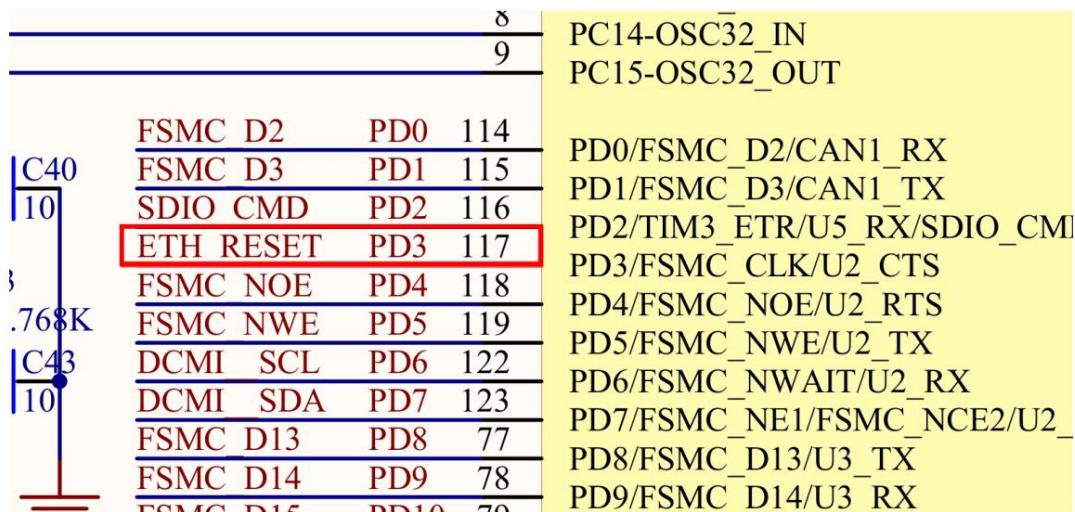 8
PC14-OSC32_IN
9
PC15-OSC32_OUT
FSMC_D2 PD0 114 PD0/FSMC_D2/CAN1_RX
C40
FSMC_D3 PD1 115 PD1/FSMC_D3/CAN1_TX
10
SDIO_CMD PD2 116 PD2/TIM3_ETR/U5_RX/SDIO_CM
ETH_RESET PD3 117 PD3/FSMC_CLK/U2_CTS
FSMC_NOE PD4 118 PD4/FSMC_NOE/U2_RTS
.768K
FSMC_NWE PD5 119 PD5/FSMC_NWE/U2_TX
C43
DCMI_SCL PD6 122 PD6/FSMC_NWAIT/U2_RX
10
DCMI_SDA PD7 123 PD7/FSMC_NE1/FSMC_NCE2/U2_
FSMC_D13 PD8 77 PD8/FSMC_D13/U3_TX
FSMC_D14 PD9 78 PD9/FSMC_D14/U3_RX
FSMC_D15 PD10 79